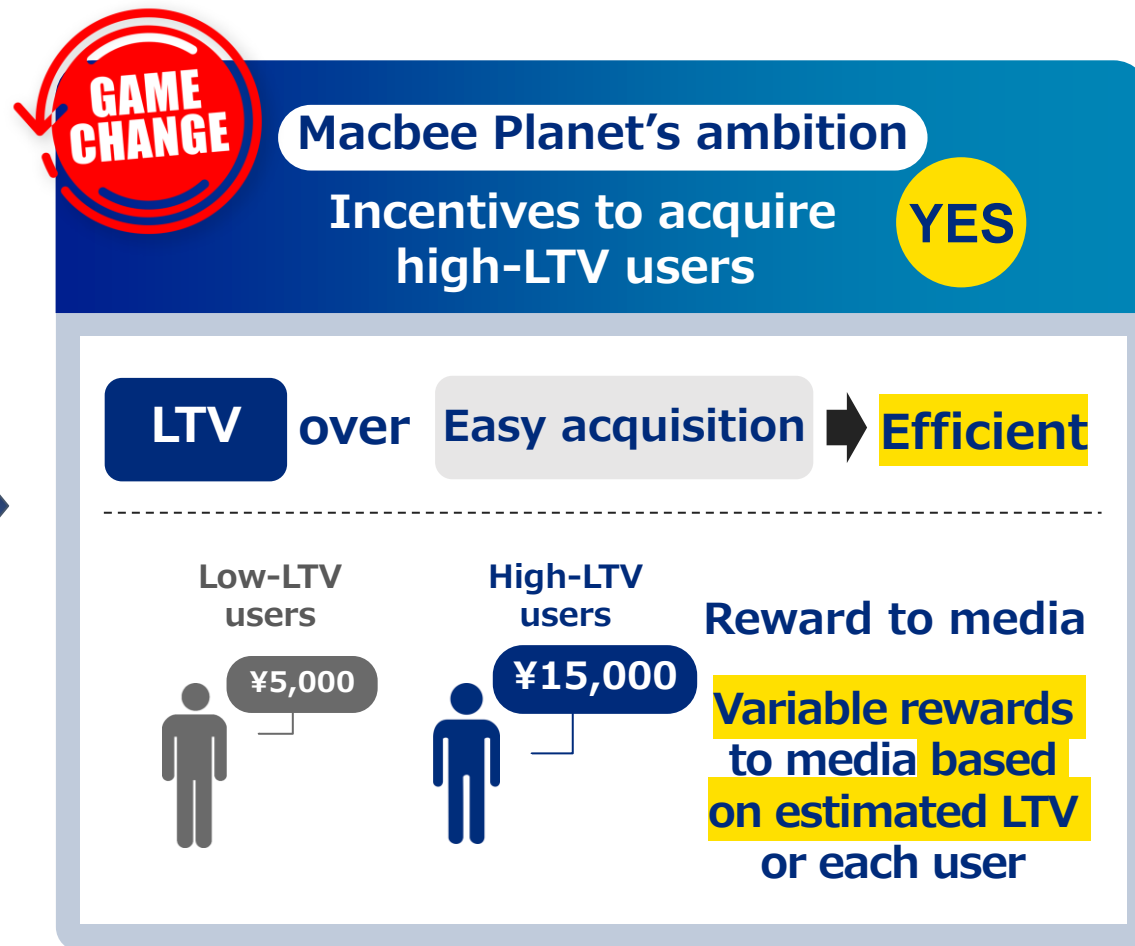 GAME
CHANGE
Macbee Planet’s ambition
Incentives to acquire
high-LTV users
YES
LTV over Easy acquisition Efficient
Low-LTV
users
¥5,000
High-LTV
users
¥15,000
Reward to media
Variable rewards
to media based
on estimated LTV
or each user